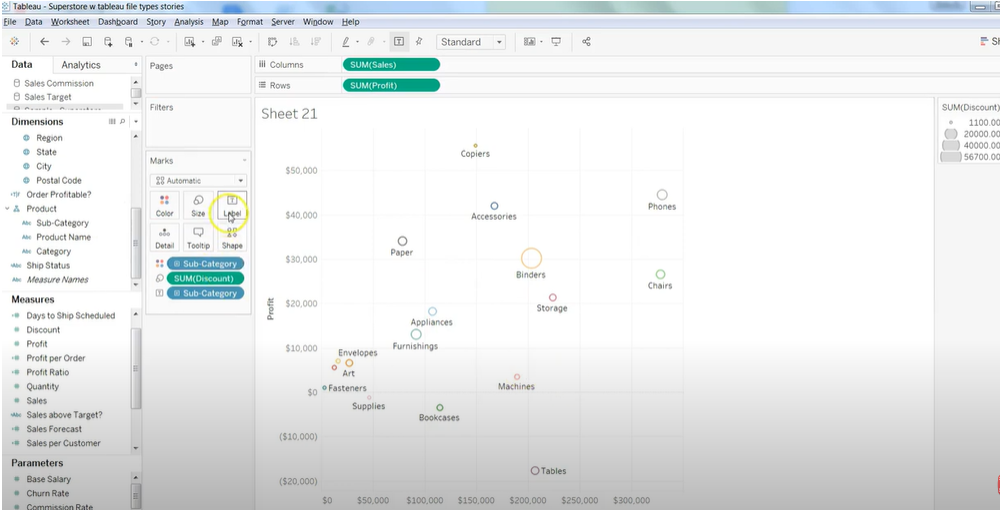 Tableau - Superstore w tableau file types stories
File Data Worksheet Dashboard Story Analysis Map Format Server Window Help
Standard
Data Analytics
Sales Commission
Sales Target
Dimensions
Region
State
City
Postal Code
Order Profitable?
Product
Abc Sub-Category
Abc Product Name
Abc Category
Ship Status
Abc Measure Names
Measures
Days to Ship Scheduled
Discount
Profit
Profit per Order
Profit Ratio
Quantity
Sales
Sales above Target?
Sales Forecast
Sales per Customer
Parameters
Base Salary
Churn Rate
Commission Rate
Pages
Filters
Marks
Automatic
Color Size Label
Detail Tooltip Shape
Sub-Category
SUM(Discount)
Sub-Category
Columns SUM(Sales)
Rows SUM(Profit)
Sheet 21
Profit
$50,000
$40,000
$30,000
$20,000
$10,000
$0
($10,000)
($20,000)
Copiers
Phones
Accessories
Paper
Binders
Chairs
Storage
Appliances
Furnishings
Envelopes
Art
Machines
Fasteners
Supplies
Bookcases
Tables
$0 $50,000 $100,000 $150,000 $200,000 $250,000 $300,000
SUM(Discount)
1100.00
20000.00
40000.00
56700.00